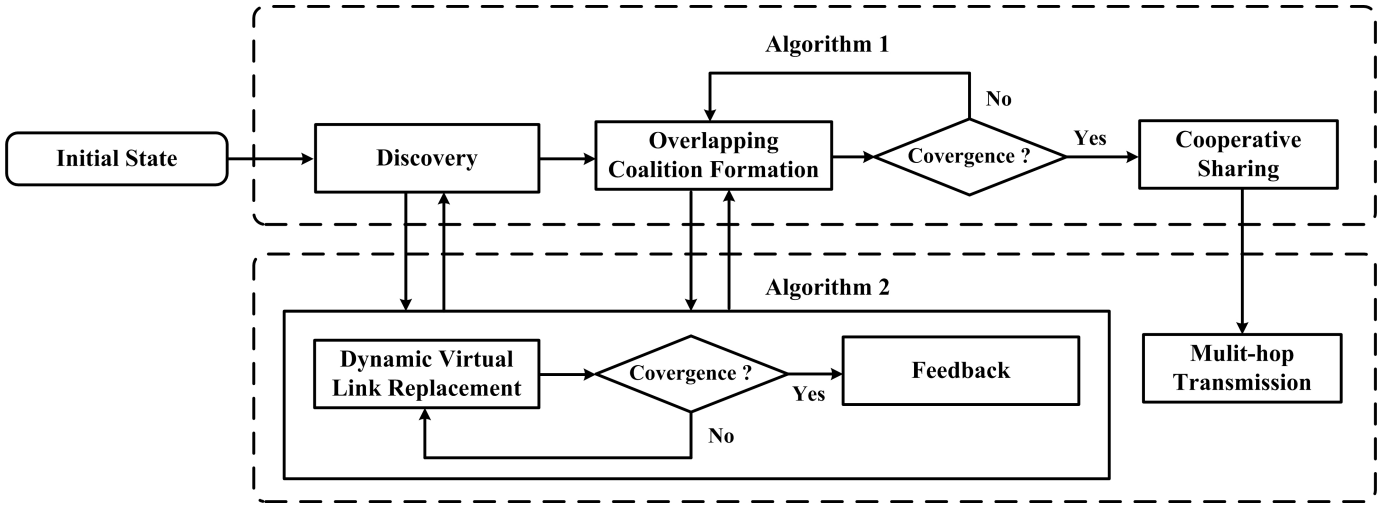 Algorithm 1
Initial State
Discovery
Overlapping
Coalition Formation
Covergence ?
No
Yes
Cooperative
Sharing
Algorithm 2
Dynamic Virtual
Link Replacement
Covergence ?
Yes
No
Feedback
Mulit-hop
Transmission